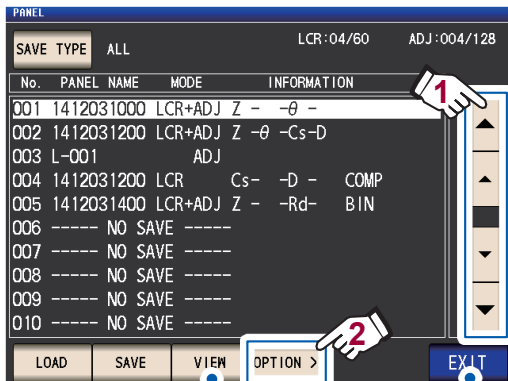 PANEL
SAVE TYPE ALL LCR:04/60 ADJ:004/128
No. PANEL NAME MODE INFORMATION
001 1412031000 LCR+ADJ Z - -θ -
002 1412031200 LCR+ADJ Z -θ -Cs-D
003 L-001 ADJ
004 1412031200 LCR Cs- -D - COMP
005 1412031400 LCR+ADJ Z - -Rd- BIN
006 ----- NO SAVE -----
007 ----- NO SAVE -----
008 ----- NO SAVE -----
009 ----- NO SAVE -----
010 ----- NO SAVE -----
1
2
LOAD SAVE VIEW OPTION > EXIT